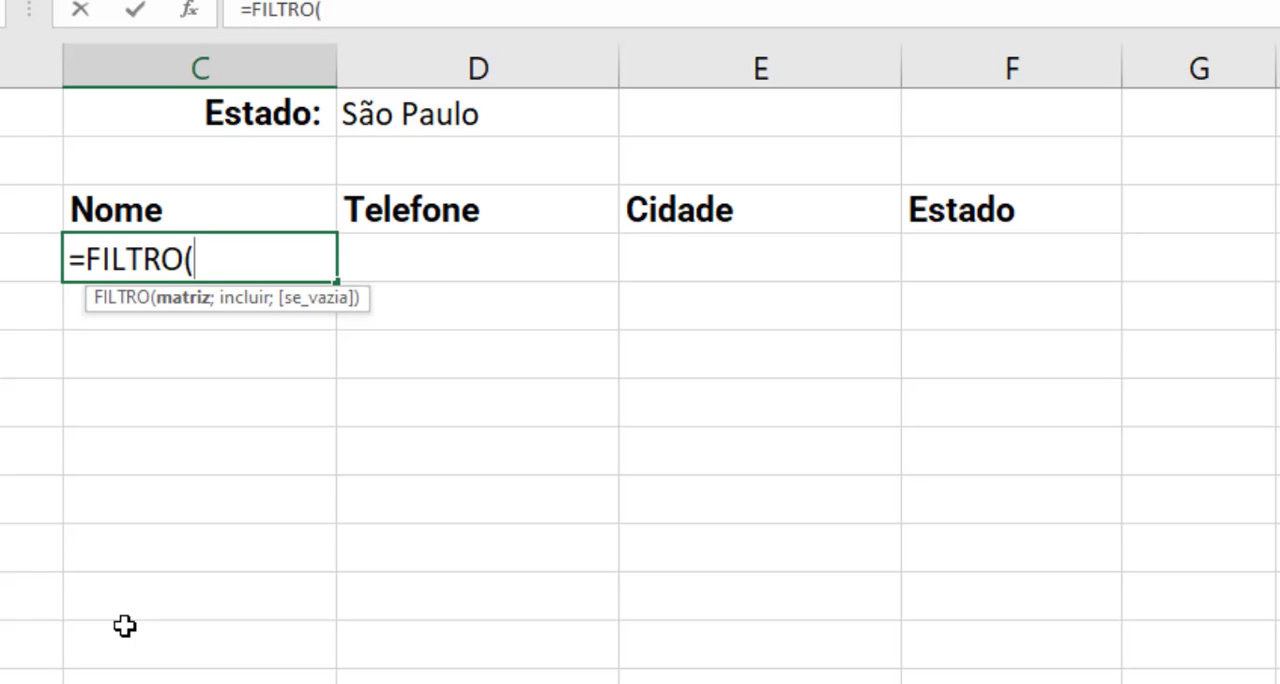 =FILTRO(
C D E F G
Estado: São Paulo
Nome Telefone Cidade Estado
=FILTRO(
FILTRO(matriz; incluir; [se_vazia])